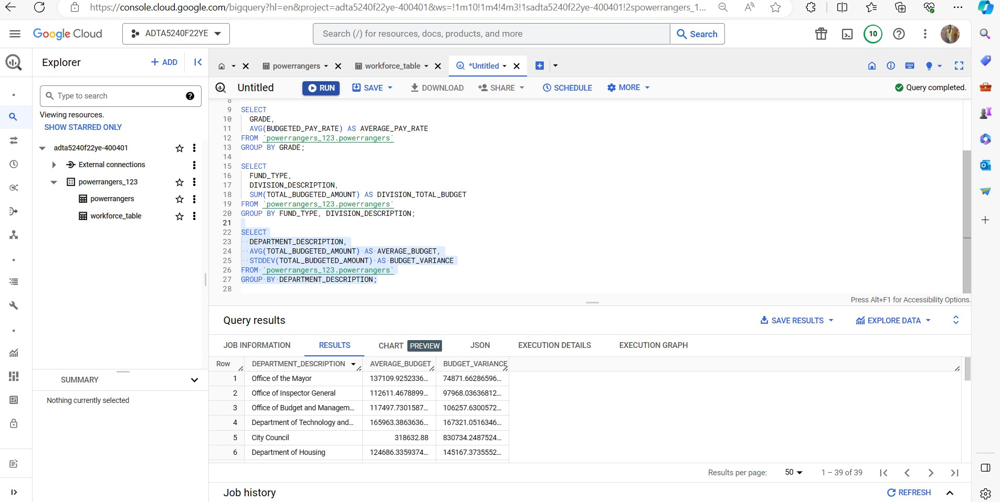 https://console.cloud.google.com/bigquery?hl=en&project=adta5240f22ye-400401&ws=!1m10!1m4!4m3!1sadta5240f22ye-400401!2spowerrangers_1...
Google Cloud
ADTA5240F22YE
Search (/) for resources, docs, products, and more
Search
10
Explorer
+ ADD
powerrangers
workforce_table
*Untitled
Untitled
RUN
SAVE
DOWNLOAD
SHARE
SCHEDULE
MORE
Query completed.
Type to search
Viewing resources.
SHOW STARRED ONLY
adta5240f22ye-400401
External connections
powerrangers_123
powerrangers
workforce_table
SUMMARY
Nothing currently selected
8
9 SELECT
10 GRADE,
11 AVG(BUDGETED_PAY_RATE) AS AVERAGE_PAY_RATE
12 FROM `powerrangers_123.powerrangers`
13 GROUP BY GRADE;
14
15 SELECT
16 FUND_TYPE,
17 DIVISION_DESCRIPTION,
18 SUM(TOTAL_BUDGETED_AMOUNT) AS DIVISION_TOTAL_BUDGET
19 FROM `powerrangers_123.powerrangers`
20 GROUP BY FUND_TYPE, DIVISION_DESCRIPTION;
21
22 SELECT
23 DEPARTMENT_DESCRIPTION,
24 AVG(TOTAL_BUDGETED_AMOUNT) AS AVERAGE_BUDGET,
25 STDDEV(TOTAL_BUDGETED_AMOUNT) AS BUDGET_VARIANCE
26 FROM `powerrangers_123.powerrangers`
27 GROUP BY DEPARTMENT_DESCRIPTION;
28
Press Alt+F1 for Accessibility Options.
Query results
SAVE RESULTS
EXPLORE DATA
JOB INFORMATION RESULTS CHART PREVIEW JSON EXECUTION DETAILS EXECUTION GRAPH
Row DEPARTMENT_DESCRIPTION AVERAGE_BUDGET BUDGET_VARIANCE
1 Office of the Mayor 137109.9252336... 74871.66286596...
2 Office of Inspector General 112611.4678899... 97968.03636812...
3 Office of Budget and Managem... 117497.7301587... 106257.6300572...
4 Department of Technology and... 165963.3863636... 167321.0516346...
5 City Council 318632.88 830734.2487524...
6 Department of Housing 124686.3359374... 145167.3735552...
Results per page: 50 1 – 39 of 39
Job history
REFRESH